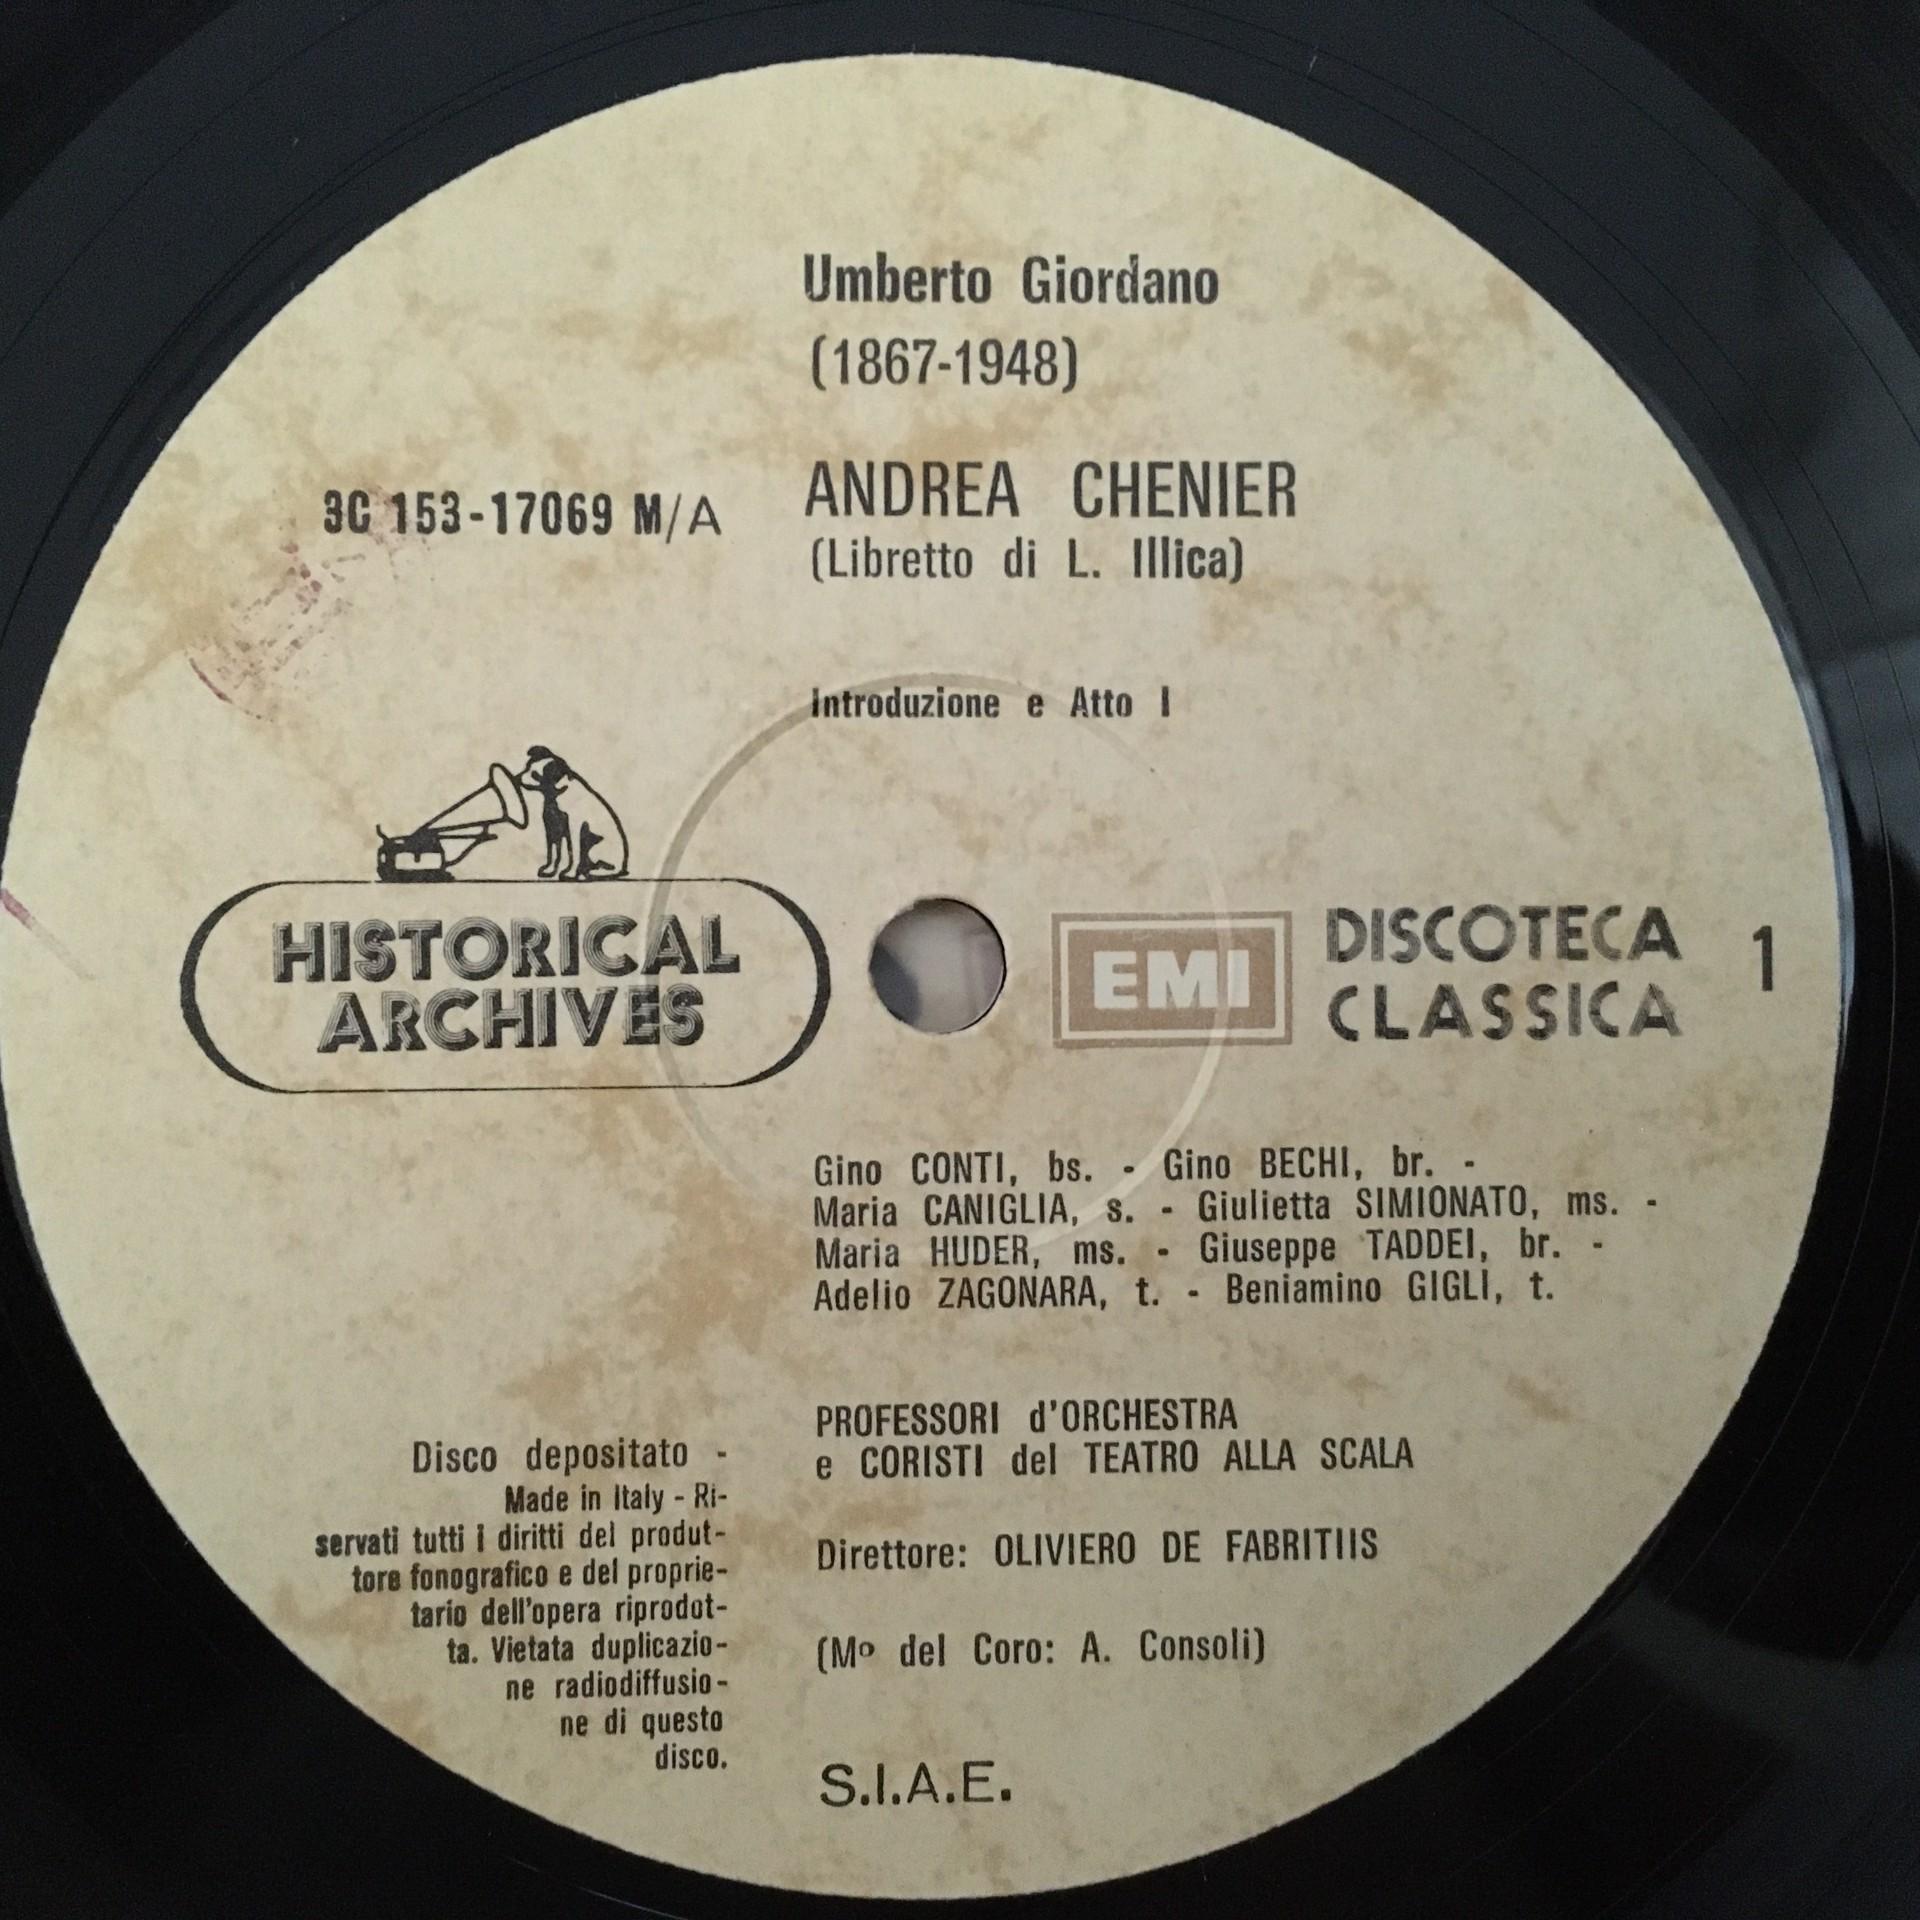 Umberto Giordano
(1867-1948)
3C 153-17069 M/A
ANDREA CHENIER
(Libretto di L. Illica)
Introduzione e Atto I
HISTORICAL
ARCHIVES
EMI
DISCOTECA
CLASSICA
1
Gino CONTI, bs. - Gino BECHI, br. -
Maria CANIGLIA, s. - Giulietta SIMIONATO, ms. -
Maria HUDER, ms. - Giuseppe TADDEI, br. -
Adelio ZAGONARA, t. - Beniamino GIGLI, t.
PROFESSORI d'ORCHESTRA
e CORISTI del TEATRO ALLA SCALA
Direttore: OLIVIERO DE FABRITIIS
(Mº del Coro: A. Consoli)
S.I.A.E.
Disco depositato -
Made in Italy - Ri-
servati tutti i diritti del produt-
tore fonografico e del proprie-
tario dell'opera riprodot-
ta. Vietata duplicazio-
ne radiodiffusio-
ne di questo
disco.